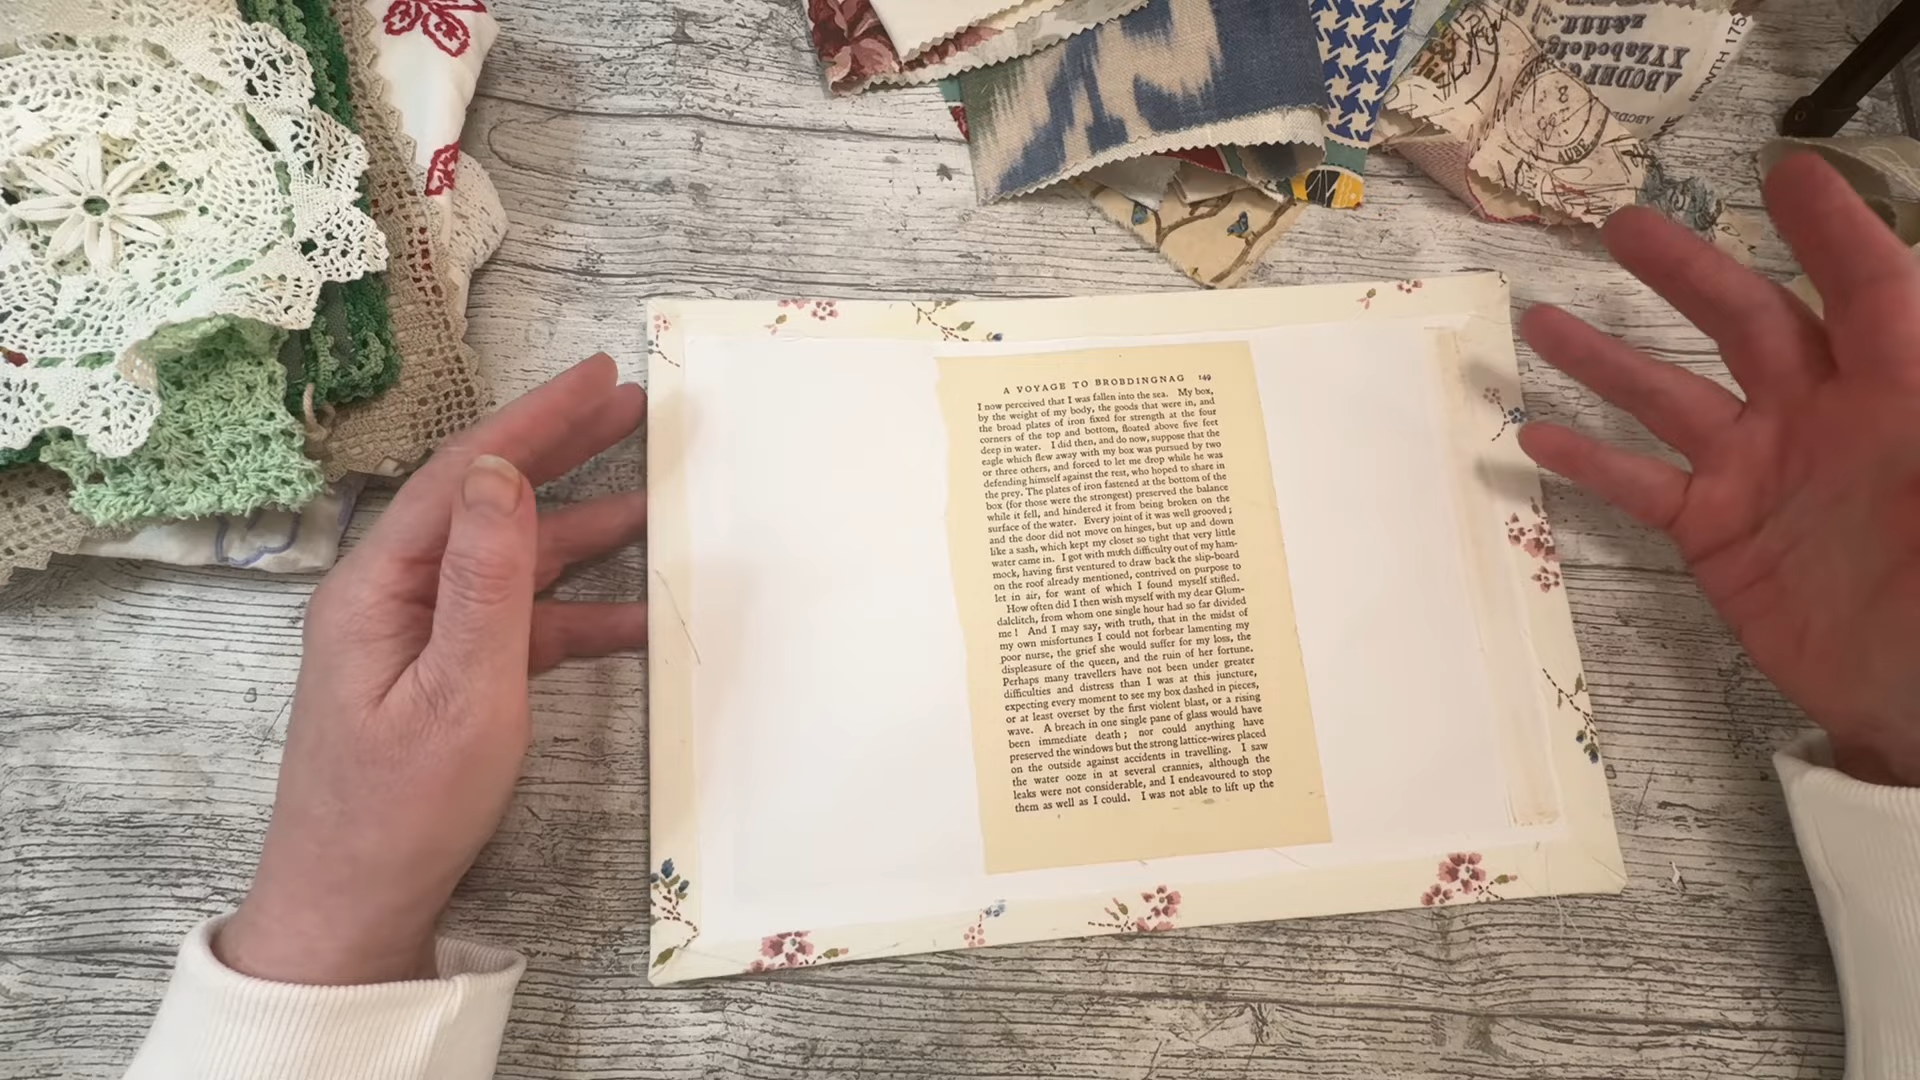 A VOYAGE TO BROBDINGNAG 149
I now perceived that I was fallen into the sea. My box,
by the weight of my body, the goods that were in, and
the broad plates of iron fixed for strength at the four
corners of the top and bottom, floated above five feet
deep in water. I did then, and do now, suppose that the
eagle which flew away with my box was pursued by two
or three others, and forced to let me drop while he was
defending himself against the rest, who hoped to share in
the prey. The plates of iron fastened at the bottom of the
box (for those were the strongest) preserved the balance
while it fell, and hindered it from being broken on the
surface of the water. Every joint of it was well grooved;
and the door did not move on hinges, but up and down
like a sash, which kept my closet so tight that very little
water came in. I got with much difficulty out of my ham-
mock, having first ventured to draw back the slip-board
on the roof already mentioned, contrived on purpose to
let in air, for want of which I found myself stifled.
How often did I then wish myself with my dear Glum-
dalclitch, from whom one single hour had so far divided
me! And I may say, with truth, that in the midst of
my own misfortunes I could not forbear lamenting my
poor nurse, the grief she would suffer for my loss, the
displeasure of the queen, and the ruin of her fortune.
Perhaps many travellers have not been under greater
difficulties and distress than I was at this juncture,
expecting every moment to see my box dashed in pieces,
or at least overset by the first violent blast, or a rising
wave. A breach in one single pane of glass would have
been immediate death; nor could anything have
preserved the windows but the strong lattice-wires placed
on the outside against accidents in travelling. I saw
the water ooze in at several crannies, although the
leaks were not considerable, and I endeavoured to stop
them as well as I could. I was not able to lift up the